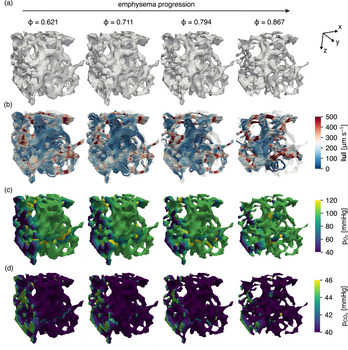 (a)
emphysema progression
ϕ = 0.621
ϕ = 0.711
ϕ = 0.794
ϕ = 0.867
x
y
z
(b)
500
400
300
200
100
0
||u|| [μm s⁻¹]
(c)
120
100
80
60
40
pO₂ [mmHg]
(d)
46
44
42
40
pCO₂ [mmHg]